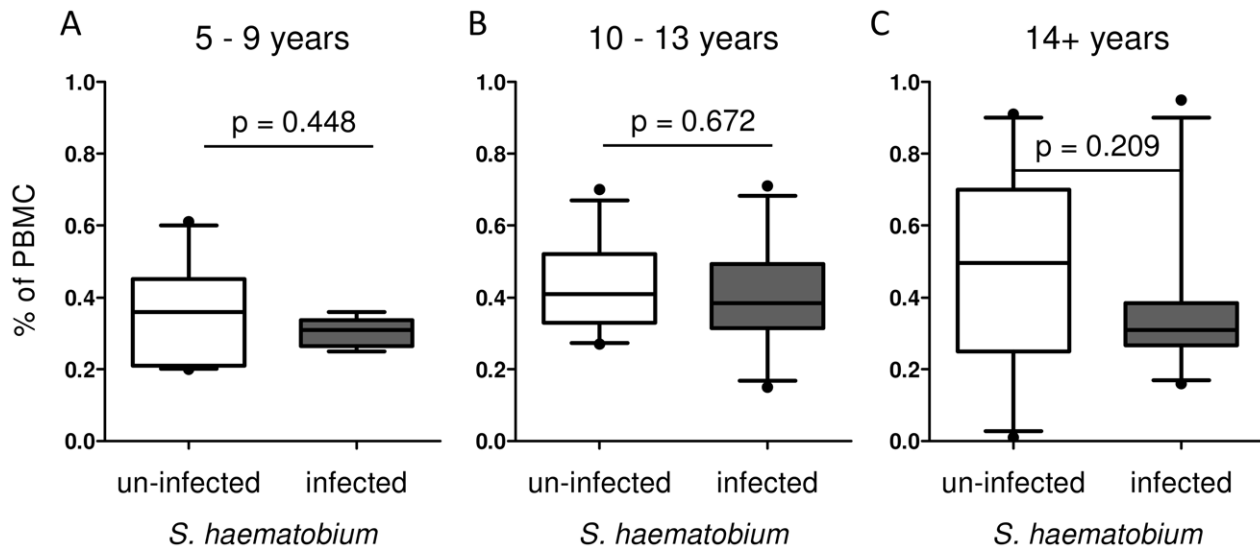 A
5 - 9 years
% of PBMC
1.0
0.8
0.6
0.4
0.2
0.0
p = 0.448
un-infected infected
S. haematobium
B
10 - 13 years
1.0
0.8
0.6
0.4
0.2
0.0
p = 0.672
un-infected infected
S. haematobium
C
14+ years
1.0
0.8
0.6
0.4
0.2
0.0
p = 0.209
un-infected infected
S. haematobium